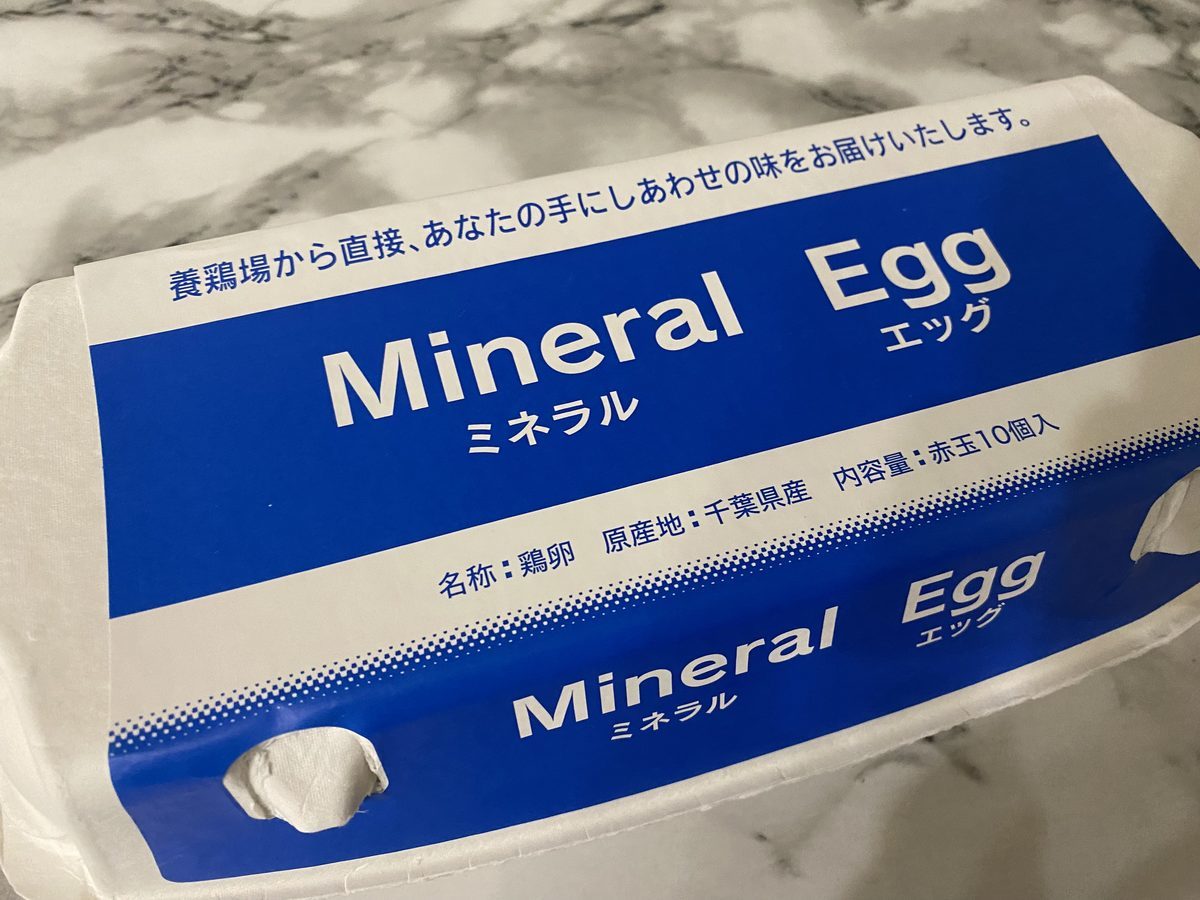 養鶏場から直接、あなたの手にしあわせの味をお届けいたします。
Mineral Egg
ミネラル エッグ
名称：鶏卵 原産地：千葉県産 内容量：赤玉10個入
Mineral Egg
ミネラル エッグ